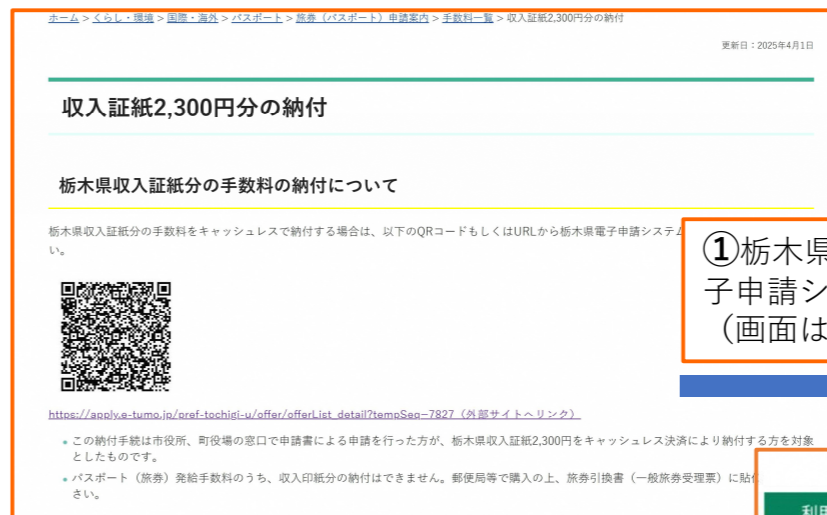 ホーム > くらし・環境 > 国際・海外 > パスポート > 旅券（パスポート）申請案内 > 手数料一覧 > 収入証紙2,300円分の納付
更新日：2025年4月1日
収入証紙2,300円分の納付
栃木県収入証紙分の手数料の納付について
栃木県収入証紙分の手数料をキャッシュレスで納付する場合は、以下のQRコードもしくはURLから栃木県電子申請システム
い。
①栃木県
子申請シ
（画面は
https://apply.e-tumo.jp/pref-tochigi-u/offer/offerList_detail?tempSeq=7827（外部サイトへリンク）
• この納付手続は市役所、町役場の窓口で申請書による申請を行った方が、栃木県収入証紙2,300円をキャッシュレス決済により納付する方を対象
としたものです。
• パスポート（旅券）発給手数料のうち、収入印紙分の納付はできません。郵便局等で購入の上、旅券引換書（一般旅券受理票）に貼
さい。